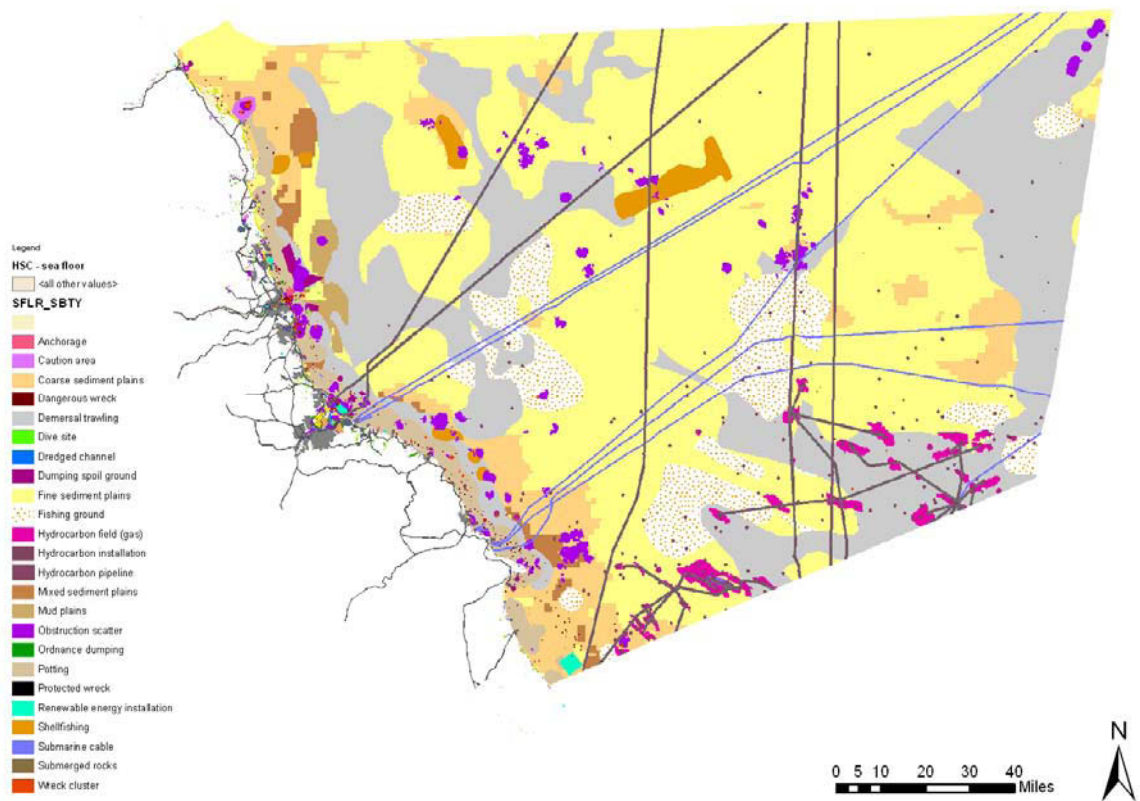 Legend
HSC - sea floor
<all other values>
SFLR_SBTY
Anchorage
Caution area
Coarse sediment plains
Dangerous wreck
Demersal trawling
Dive site
Dredged channel
Dumping spoil ground
Fine sediment plains
Fishing ground
Hydrocarbon field (gas)
Hydrocarbon installation
Hydrocarbon pipeline
Mixed sediment plains
Mud plains
Obstruction scatter
Ordnance dumping
Potting
Protected wreck
Renewable energy installation
Shellfishing
Submarine cable
Submerged rocks
Wreck cluster
N
0 5 10 20 30 40
Miles